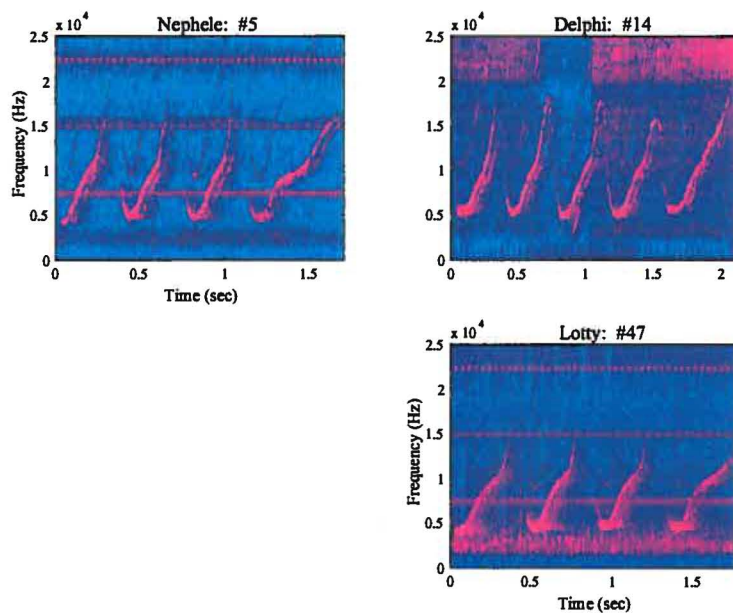 Nephele: #5
x 10⁴
2.5
2
1.5
1
0.5
0
Frequency (Hz)
0 0.5 1 1.5
Time (sec)
Delphi: #14
x 10⁴
2.5
2
1.5
1
0.5
0
0 0.5 1 1.5 2
Lotty: #47
x 10⁴
2.5
2
1.5
1
0.5
0
Frequency (Hz)
0 0.5 1 1.5
Time (sec)